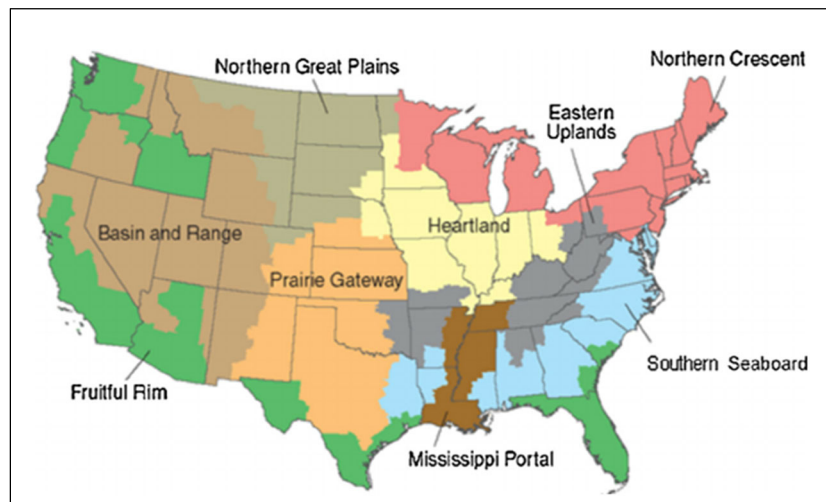 Northern Great Plains
Northern Crescent
Eastern
Uplands
Basin and Range
Heartland
Prairie Gateway
Fruitful Rim
Southern Seaboard
Mississippi Portal